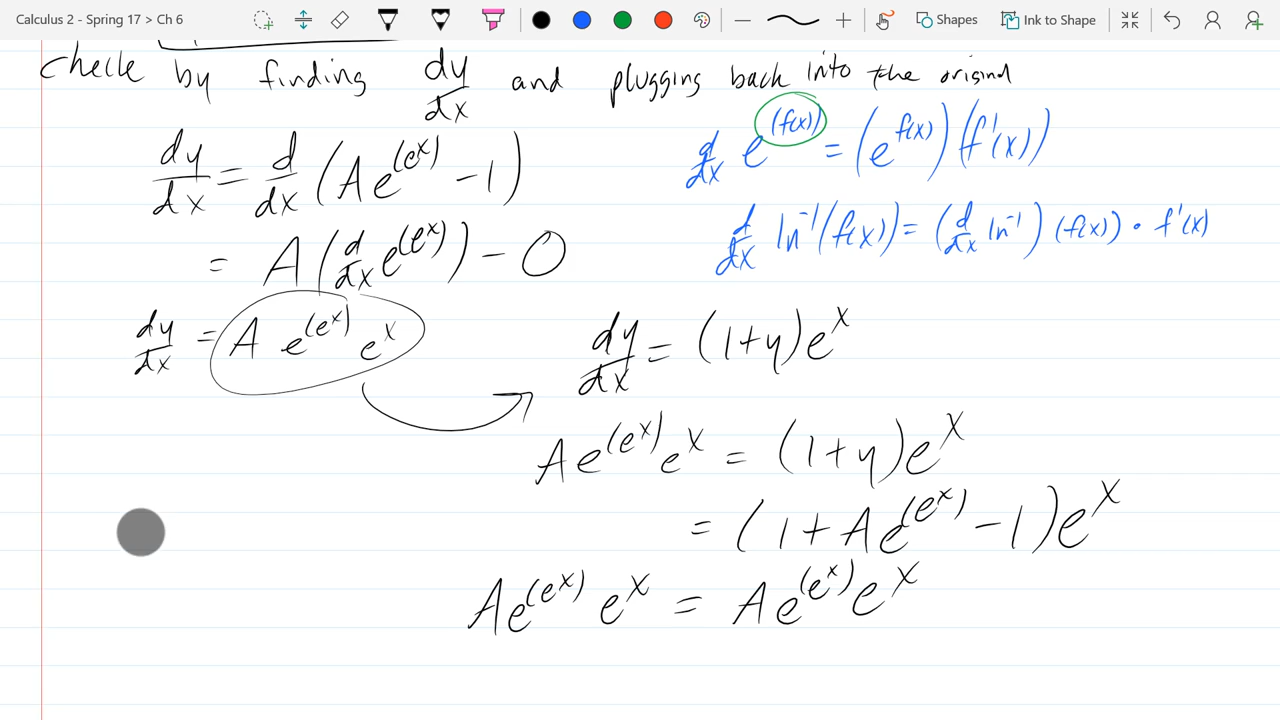 Calculus 2 - Spring 17 > Ch 6 Shapes Ink to Shape
Check by finding dy/dx and plugging back into the original
dy/dx = d/dx (Ae^(e^x) - 1)
= A(d/dx e^(e^x)) - 0
dy/dx = A e^(e^x) e^x
d/dx e^(f(x)) = (e^f(x))(f'(x))
d/dx ln^-1(f(x)) = (d/dx ln^-1)(f(x)) • f'(x)
dy/dx = (1+y)e^x
Ae^(e^x) e^x = (1+y)e^x
= (1 + Ae^(e^x) - 1)e^x
Ae^(e^x) e^x = Ae^(e^x) e^x